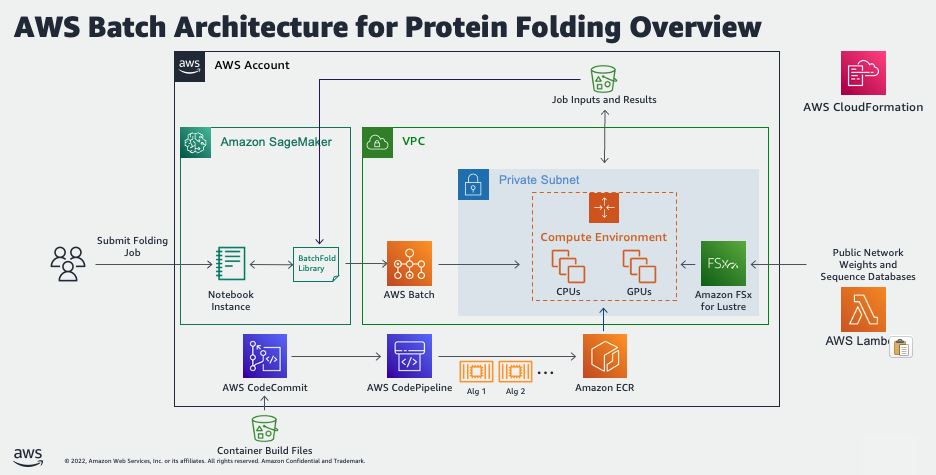 AWS Batch Architecture for Protein Folding Overview
aws
AWS Account
Job Inputs and Results
AWS CloudFormation
Amazon SageMaker
VPC
Private Subnet
Submit Folding
Job
BatchFold
Library
Notebook
Instance
AWS Batch
Compute Environment
CPUs
GPUs
FSx
Amazon FSx
for Lustre
Public Network
Weights and
Sequence Databases
AWS Lamb
AWS CodeCommit
AWS CodePipeline
Alg 1
Alg 2
...
Amazon ECR
Container Build Files
aws
© 2022, Amazon Web Services, Inc. or its affiliates. All rights reserved. Amazon Confidential and Trademark.